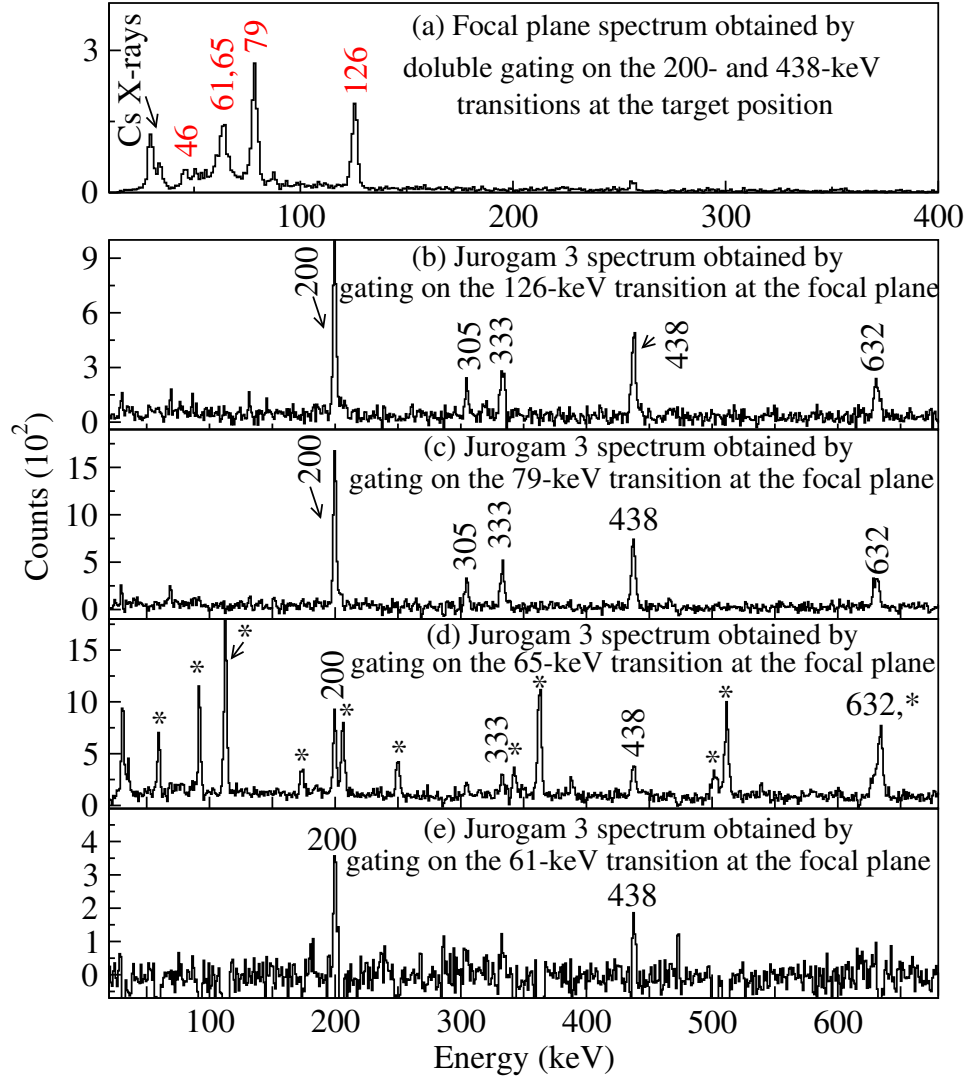 (a) Focal plane spectrum obtained by
doluble gating on the 200- and 438-keV
transitions at the target position
Cs X-rays
46
61,65
79
126
3
0
100
200
300
400
(b) Jurogam 3 spectrum obtained by
gating on the 126-keV transition at the focal plane
200
305
333
438
632
9
6
3
0
(c) Jurogam 3 spectrum obtained by
gating on the 79-keV transition at the focal plane
200
305
333
438
632
15
10
5
0
(d) Jurogam 3 spectrum obtained by
gating on the 65-keV transition at the focal plane
* * * * 200 * * 333 * * 438 * * 632,*
15
10
5
0
(e) Jurogam 3 spectrum obtained by
gating on the 61-keV transition at the focal plane
200
438
4
3
2
1
0
100 200 300 400 500 600
Energy (keV)
Counts (10²)